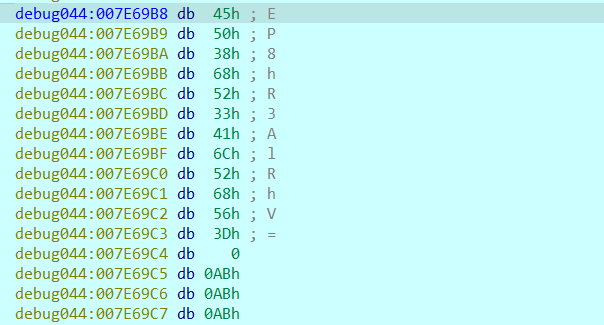 debug044:007E69B8 db 45h ; E
debug044:007E69B9 db 50h ; P
debug044:007E69BA db 38h ; 8
debug044:007E69BB db 68h ; h
debug044:007E69BC db 52h ; R
debug044:007E69BD db 33h ; 3
debug044:007E69BE db 41h ; A
debug044:007E69BF db 6Ch ; l
debug044:007E69C0 db 52h ; R
debug044:007E69C1 db 68h ; h
debug044:007E69C2 db 56h ; V
debug044:007E69C3 db 3Dh ; =
debug044:007E69C4 db 0
debug044:007E69C5 db 0ABh
debug044:007E69C6 db 0ABh
debug044:007E69C7 db 0ABh